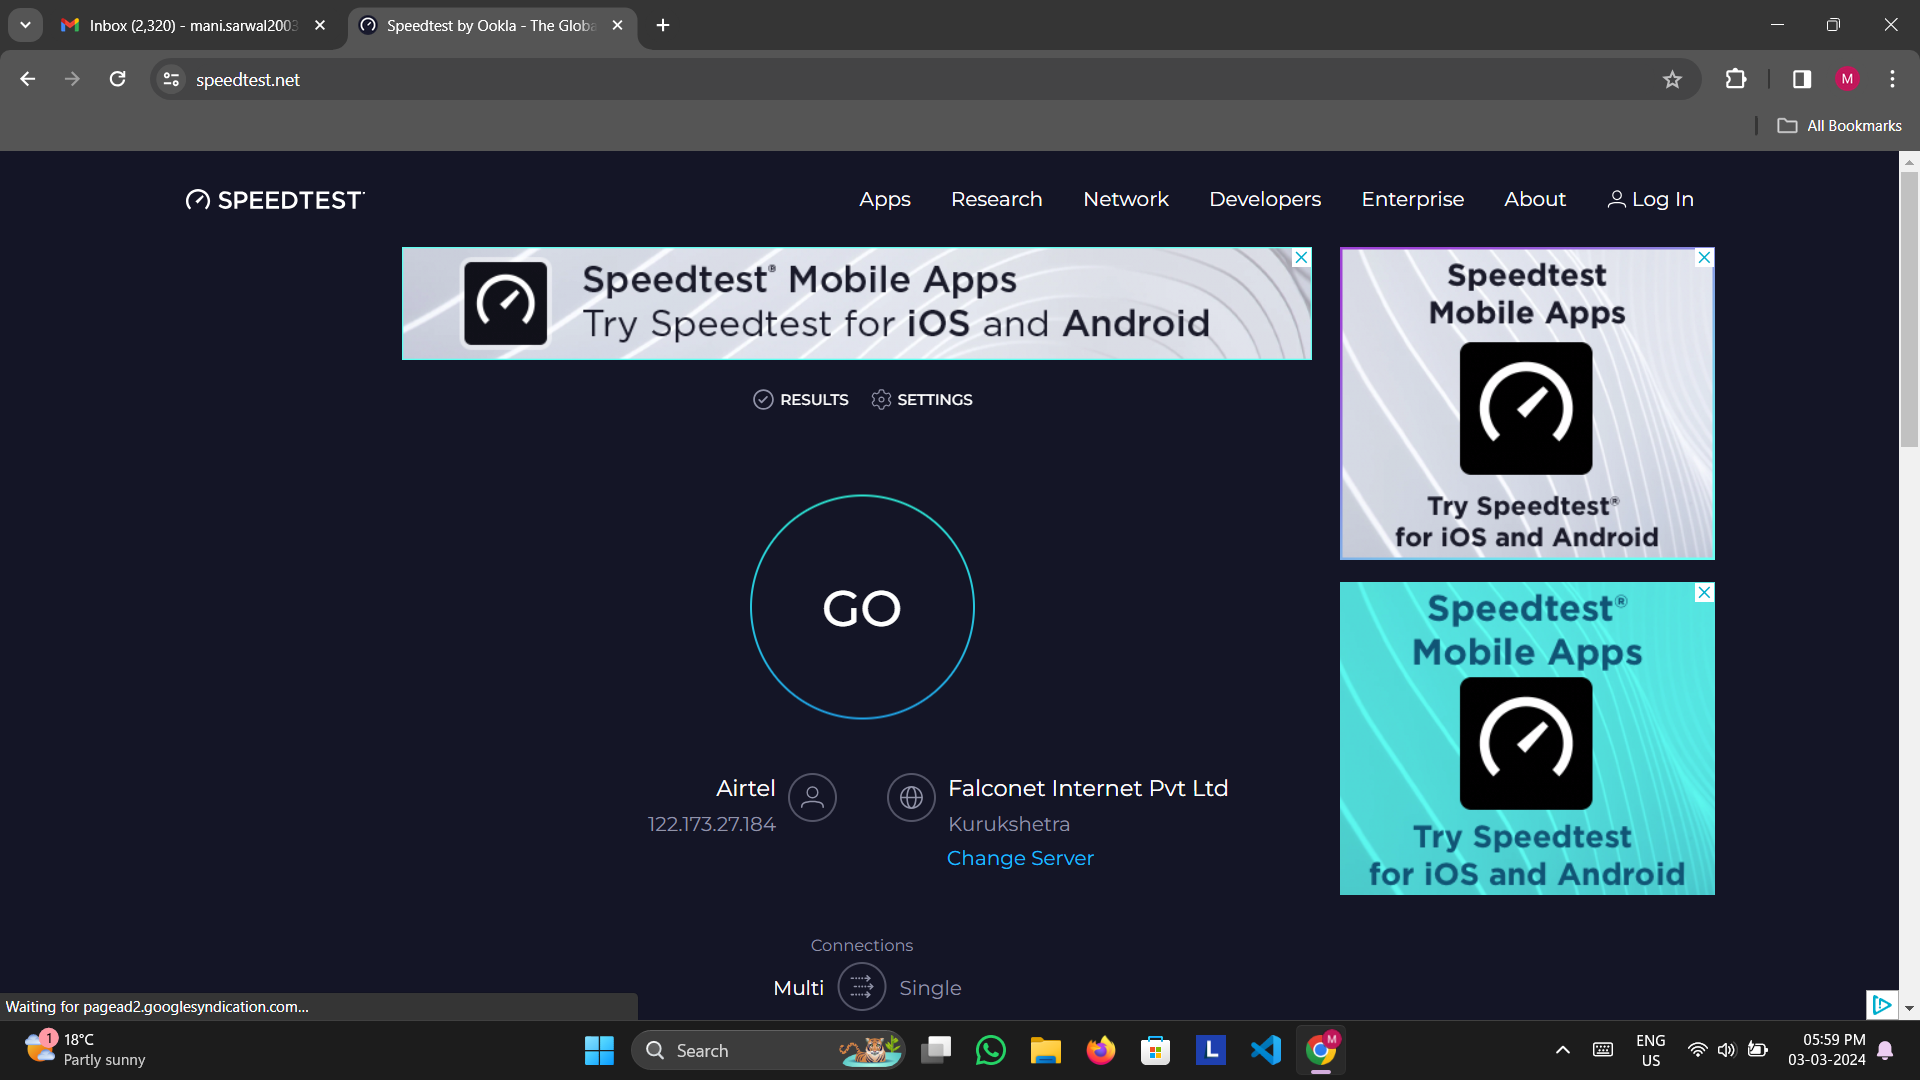 Inbox (2,320) - mani.sarwal2003
Speedtest by Ookla - The Globa
speedtest.net
M
All Bookmarks
SPEEDTEST
Apps
Research
Network
Developers
Enterprise
About
Log In
Speedtest® Mobile Apps
Try Speedtest for iOS and Android
Speedtest
Mobile Apps
Try Speedtest®
for iOS and Android
RESULTS
SETTINGS
GO
Speedtest®
Mobile Apps
Try Speedtest
for iOS and Android
Airtel
122.173.27.184
Falconet Internet Pvt Ltd
Kurukshetra
Change Server
Connections
Multi
Single
Waiting for pagead2.googlesyndication.com...
1
18°C
Partly sunny
Search
L
M
ENG
US
05:59 PM
03-03-2024